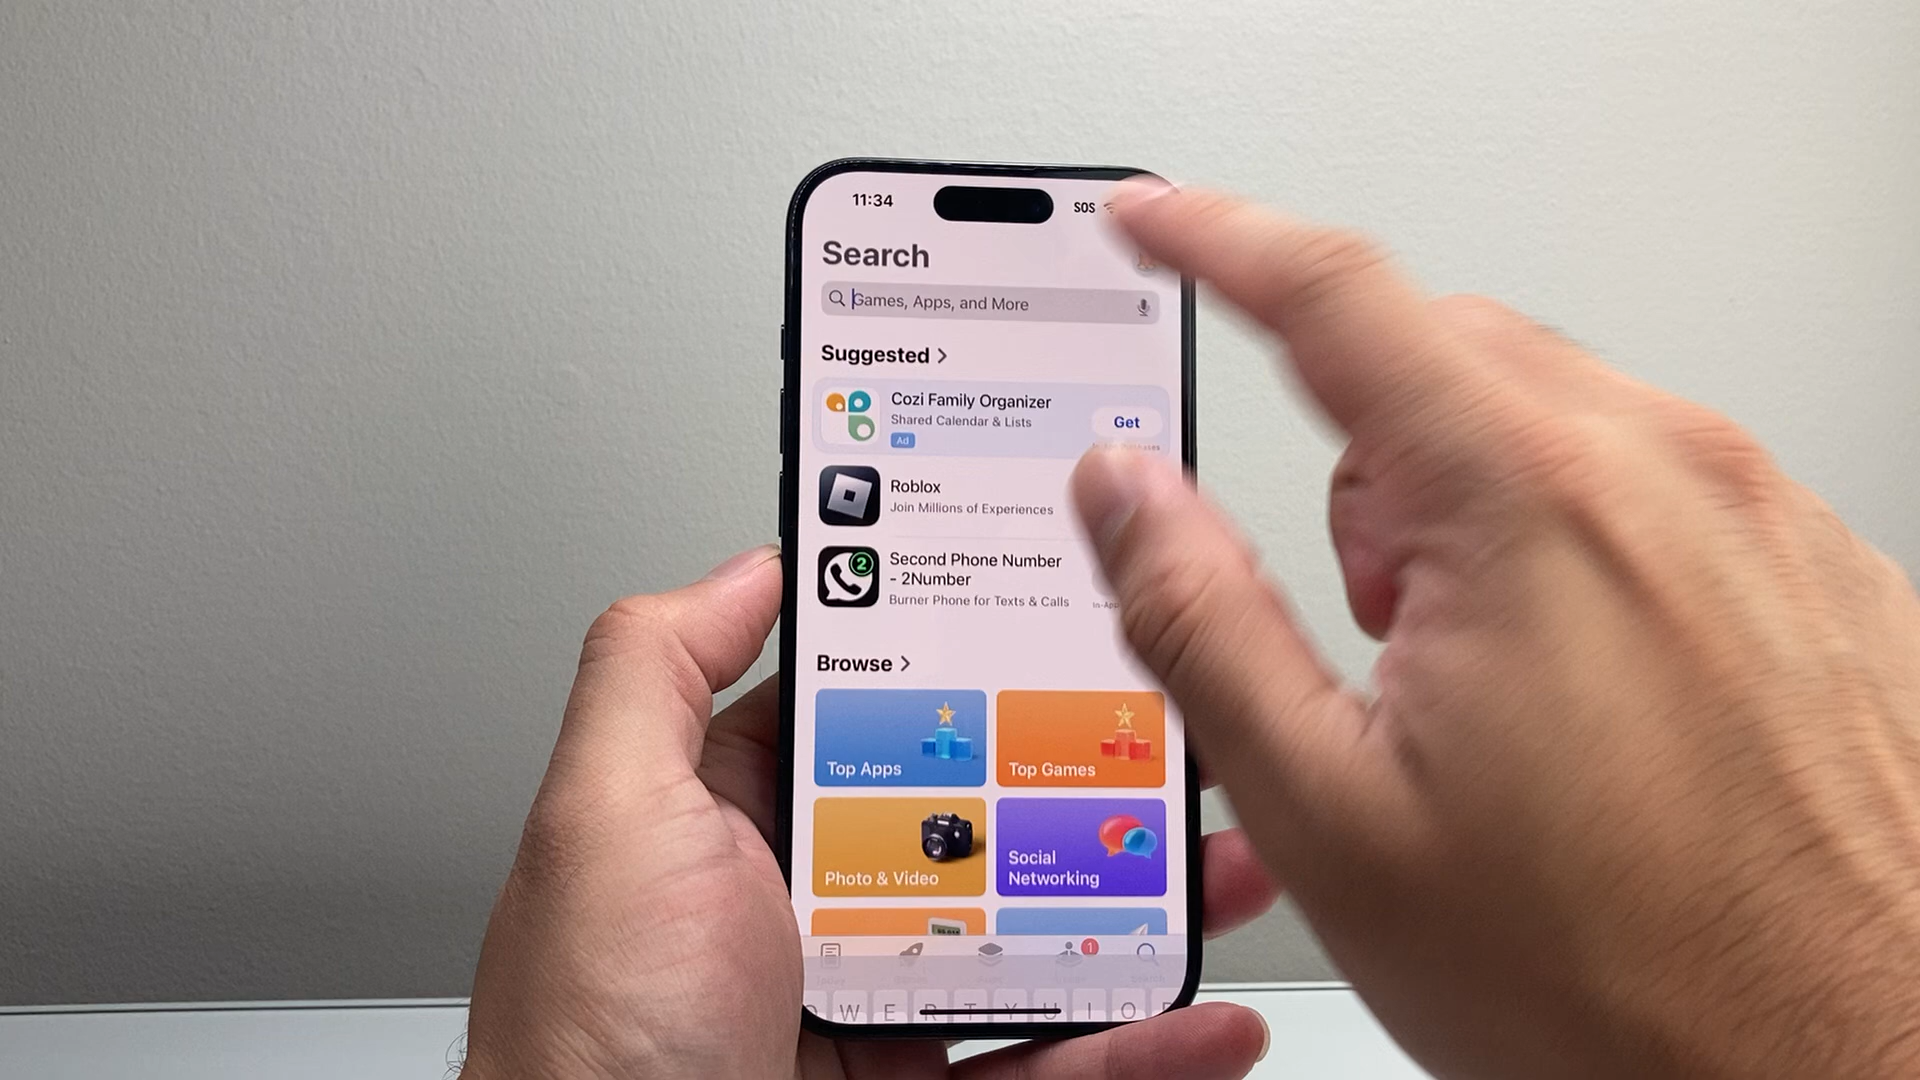 11:34
SOS
Search
Games, Apps, and More
Suggested >
Cozi Family Organizer
Shared Calendar & Lists
Ad
Get
Roblox
Join Millions of Experiences
2
Second Phone Number
- 2Number
Burner Phone for Texts & Calls
Browse >
Top Apps
Top Games
Photo & Video
Social
Networking
1
W E R T Y U I O